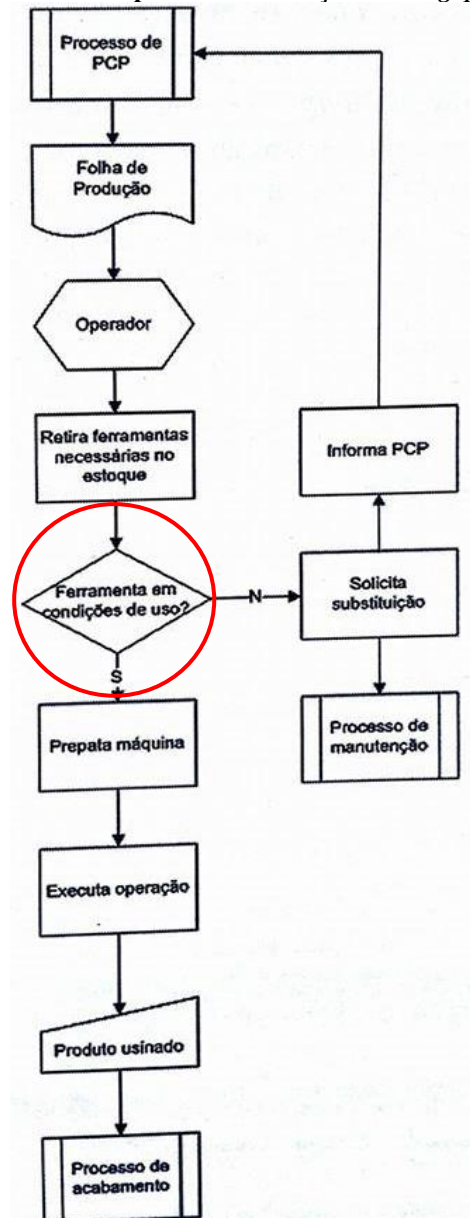 Processo de
PCP
Folha de
Produção
Operador
Retira ferramentas
necessárias no
estoque
Informa PCP
Ferramenta em
condições de uso?
N
Solicita
substituição
S
Prepata máquina
Processo de
manutenção
Executa operação
Produto usinado
Processo de
acabamento